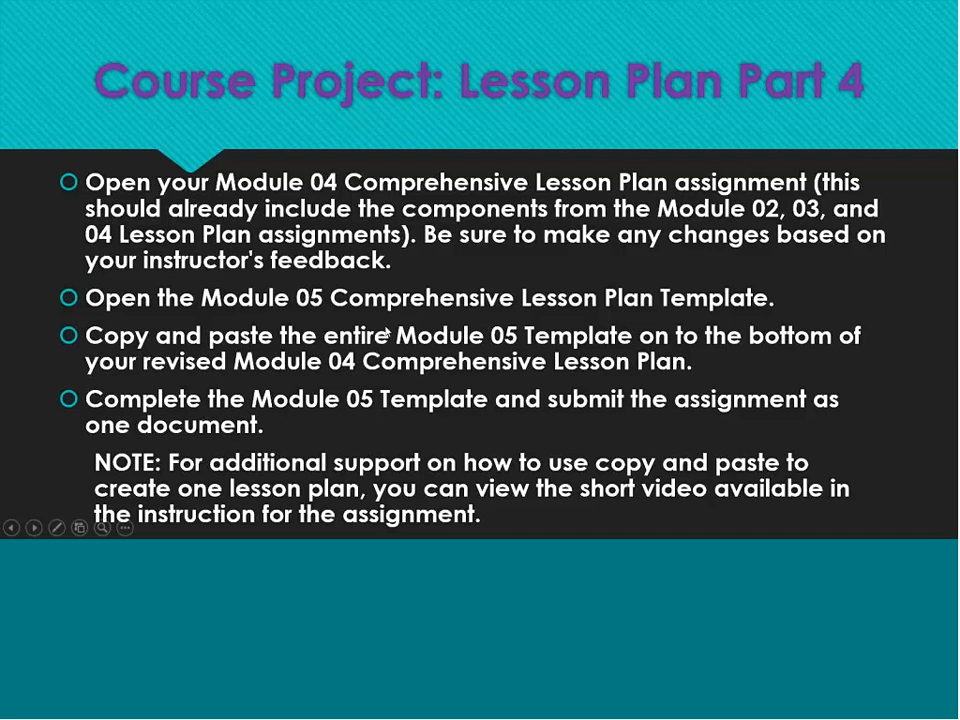 Course Project: Lesson Plan Part 4
Open your Module 04 Comprehensive Lesson Plan assignment (this
should already include the components from the Module 02, 03, and
04 Lesson Plan assignments). Be sure to make any changes based on
your instructor's feedback.
Open the Module 05 Comprehensive Lesson Plan Template.
Copy and paste the entire Module 05 Template on to the bottom of
your revised Module 04 Comprehensive Lesson Plan.
Complete the Module 05 Template and submit the assignment as
one document.
NOTE: For additional support on how to use copy and paste to
create one lesson plan, you can view the short video available in
the instruction for the assignment.